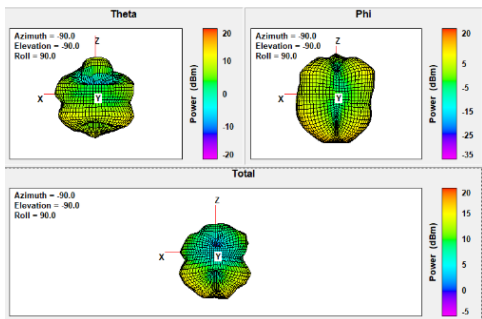 Theta
Azimuth = -90.0
Elevation = -90.0
Roll = 90.0
Z
X
Y
Power (dBm)
20
10
0
-10
-20
Phi
Azimuth = -90.0
Elevation = -90.0
Roll = 90.0
Z
X
Y
Power (dBm)
20
5
-5
-15
-25
-35
Total
Azimuth = -90.0
Elevation = -90.0
Roll = 90.0
Z
X
Y
Power (dBm)
20
15
10
5
0
-5